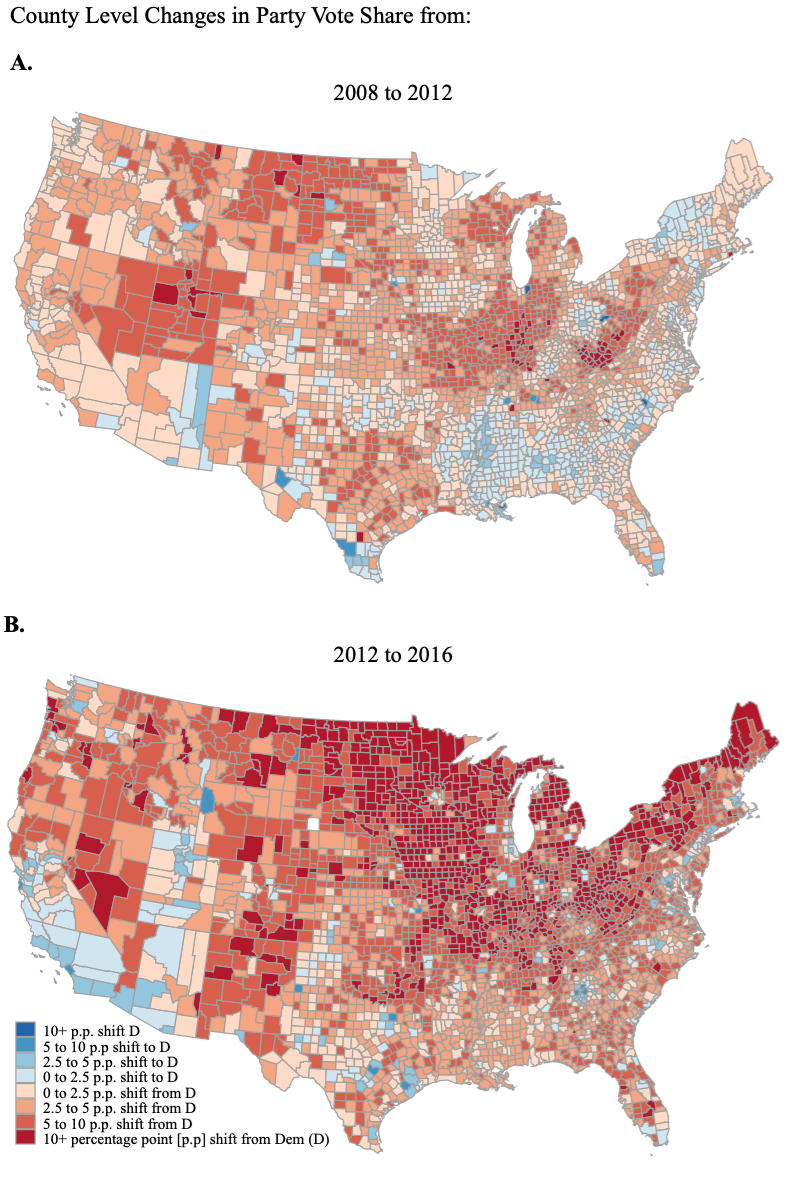 County Level Changes in Party Vote Share from:
A.
2008 to 2012
B.
2012 to 2016
10+ p.p. shift D
5 to 10 p.p shift to D
2.5 to 5 p.p. shift to D
0 to 2.5 p.p. shift to D
0 to 2.5 p.p. shift from D
2.5 to 5 p.p. shift from D
5 to 10 p.p. shift from D
10+ percentage point [p.p] shift from Dem (D)